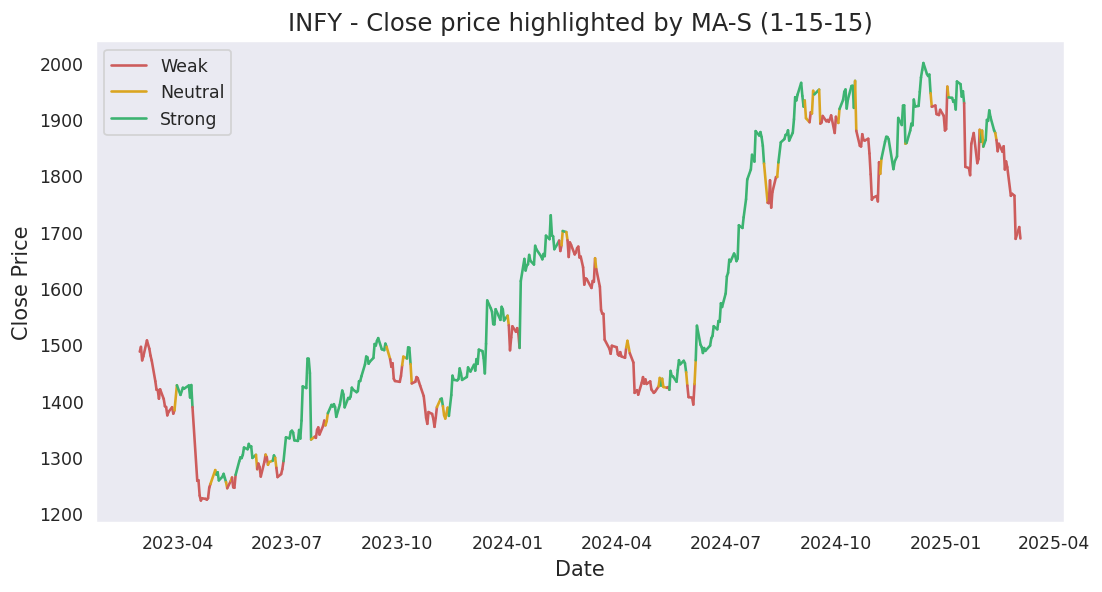 INFY - Close price highlighted by MA-S (1-15-15)
Weak
Neutral
Strong
2000
1900
1800
1700
1600
1500
1400
1300
1200
Close Price
2023-04 2023-07 2023-10 2024-01 2024-04 2024-07 2024-10 2025-01 2025-04
Date